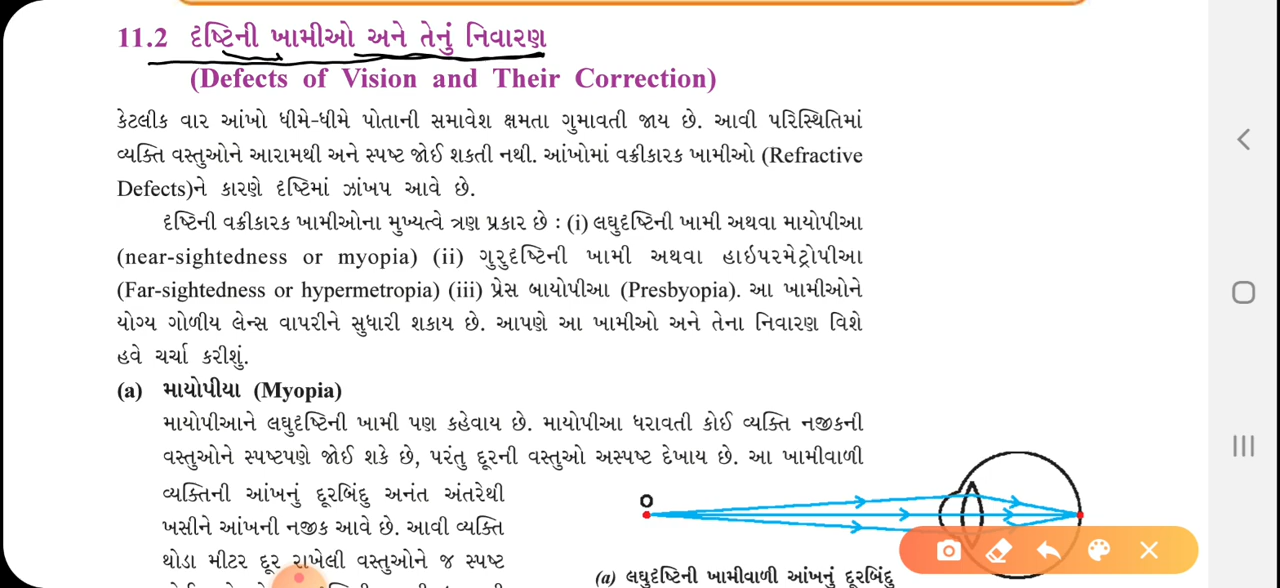 11.2 દૃષ્ટિની ખામીઓ અને તેનું નિવારણ
(Defects of Vision and Their Correction)
કેટલીક વાર આંખો ધીમે-ધીમે પોતાની સમાવેશ ક્ષમતા ગુમાવતી જાય છે. આવી પરિસ્થિતિમાં
વ્યક્તિ વસ્તુઓને આરામથી અને સ્પષ્ટ જોઈ શકતી નથી. આંખોમાં વક્રીકારક ખામીઓ (Refractive
Defects)ને કારણે દૃષ્ટિમાં ઝાંખપ આવે છે.
દૃષ્ટિની વક્રીકારક ખામીઓના મુખ્યત્વે ત્રણ પ્રકાર છે : (i) લઘુદૃષ્ટિની ખામી અથવા માયોપીઆ
(near-sightedness or myopia) (ii) ગુરુદૃષ્ટિની ખામી અથવા હાઇપરમેટ્રોપીઆ
(Far-sightedness or hypermetropia) (iii) પ્રેસ બાયોપીઆ (Presbyopia). આ ખામીઓને
યોગ્ય ગોળીય લેન્સ વાપરીને સુધારી શકાય છે. આપણે આ ખામીઓ અને તેના નિવારણ વિશે
હવે ચર્ચા કરીશું.
(a) માયોપીયા (Myopia)
માયોપીઆને લઘુદૃષ્ટિની ખામી પણ કહેવાય છે. માયોપીઆ ધરાવતી કોઈ વ્યક્તિ નજીકની
વસ્તુઓને સ્પષ્ટપણે જોઈ શકે છે, પરંતુ દૂરની વસ્તુઓ અસ્પષ્ટ દેખાય છે. આ ખામીવાળી
વ્યક્તિની આંખનું દૂરબિંદુ અનંત અંતરેથી
ખસીને આંખની નજીક આવે છે. આવી વ્યક્તિ
થોડા મીટર દૂર રાખેલી વસ્તુઓને જ સ્પષ્ટ
O
(a) લઘુદૃષ્ટિની ખામીવાળી આંખનું દૂરબિંદુ